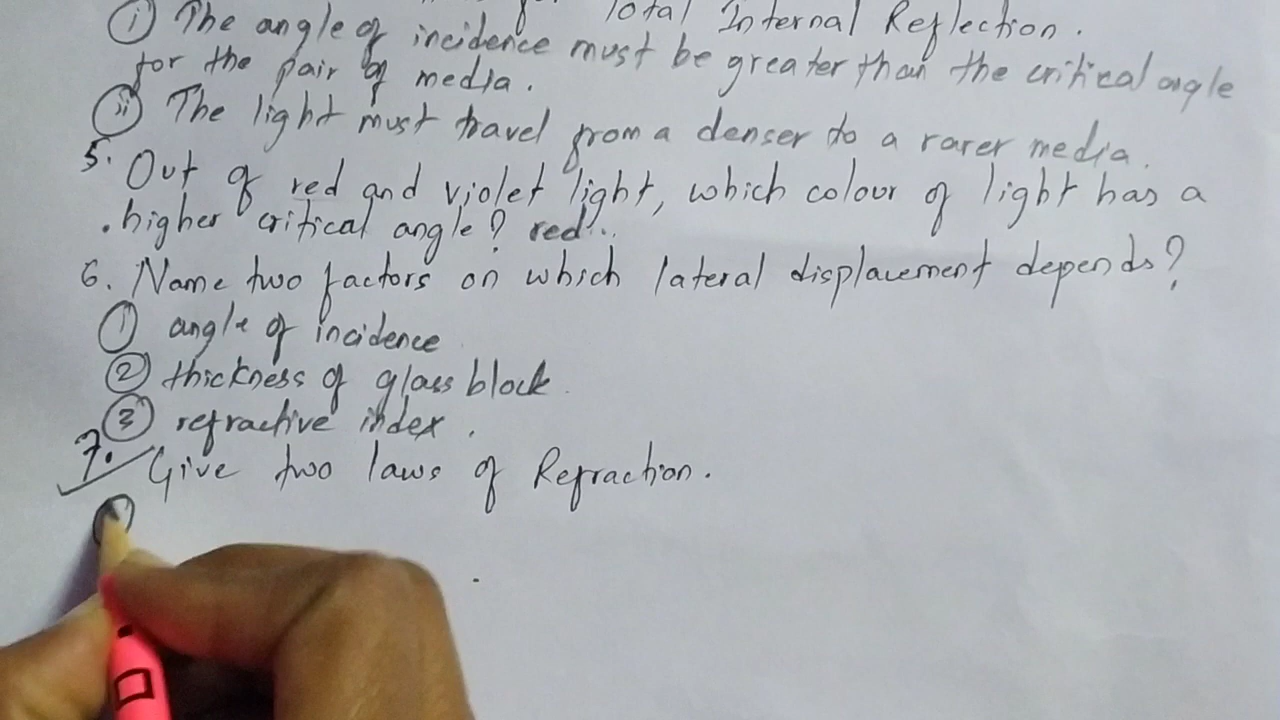 (i) The angle of incidence must be greater than the critical angle
Total Internal Reflection.
for the pair of media.
(ii) The light must travel from a denser to a rarer media.
5. Out of red and violet light, which colour of light has a
higher critical angle? red..
6. Name two factors on which lateral displacement depends?
(1) angle of incidence
(2) thickness of glass block.
(3) refractive index.
7. Give two laws of Refraction.